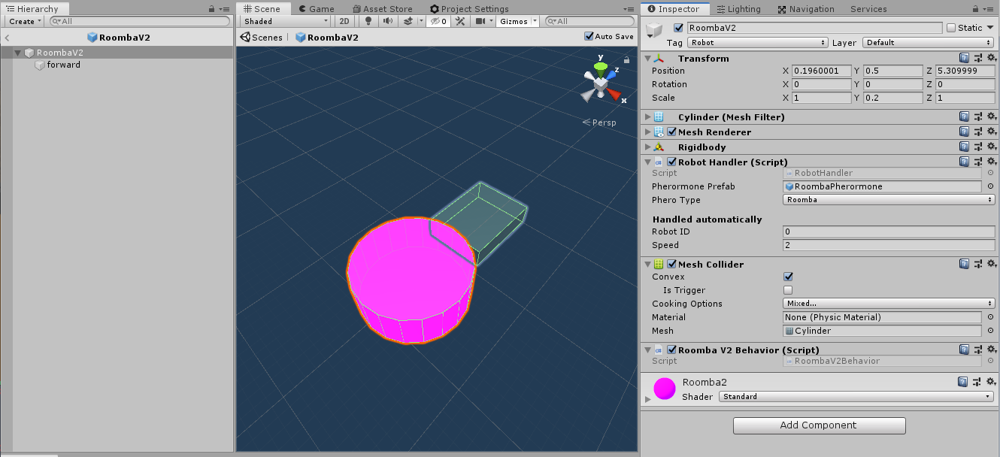 Hierarchy
Create
All
RoombaV2
RoombaV2
forward
Scene
Game
Asset Store
Project Settings
Shaded
2D
0
Gizmos
All
Scenes
RoombaV2
Auto Save
y
z
x
Persp
Inspector
Lighting
Navigation
Services
RoombaV2
Static
Tag
Robot
Layer
Default
Transform
Position X 0.1960001 Y 0.5 Z 5.309999
Rotation X 0 Y 0 Z 0
Scale X 1 Y 0.2 Z 1
Cylinder (Mesh Filter)
Mesh Renderer
Rigidbody
Robot Handler (Script)
Script RobotHandler
Pherormone Prefab RoombaPherormone
Phero Type Roomba
Handled automatically
Robot ID 0
Speed 2
Mesh Collider
Convex
Is Trigger
Cooking Options Mixed...
Material None (Physic Material)
Mesh Cylinder
Roomba V2 Behavior (Script)
Script RoombaV2Behavior
Roomba2
Shader Standard
Add Component